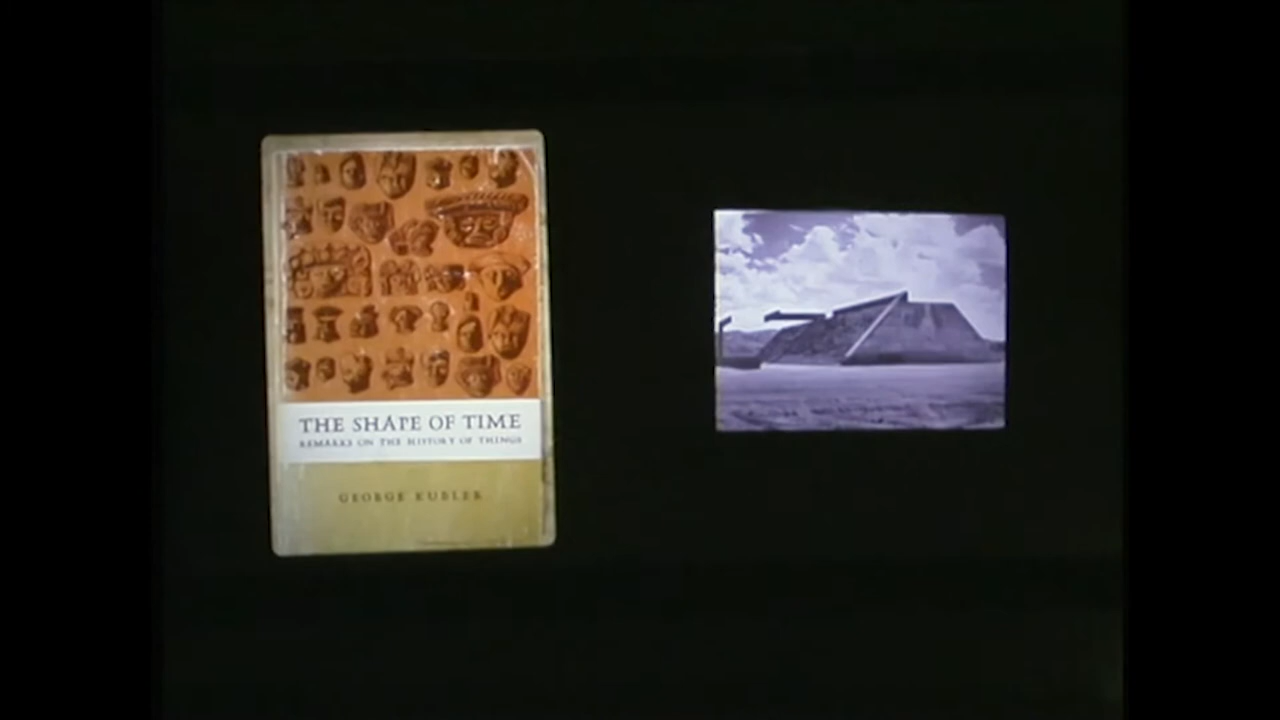 THE SHAPE OF TIME
REMARKS ON THE HISTORY OF THINGS
GEORGE KUBLER